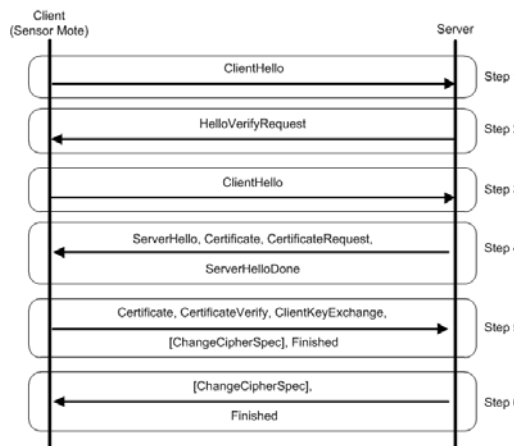 Client
(Sensor Mote)
Server
ClientHello
Step
HelloVerifyRequest
Step
ClientHello
Step
ServerHello, Certificate, CertificateRequest,
Step
ServerHelloDone
Certificate, CertificateVerify, ClientKeyExchange,
Step
[ChangeCipherSpec], Finished
[ChangeCipherSpec],
Step
Finished